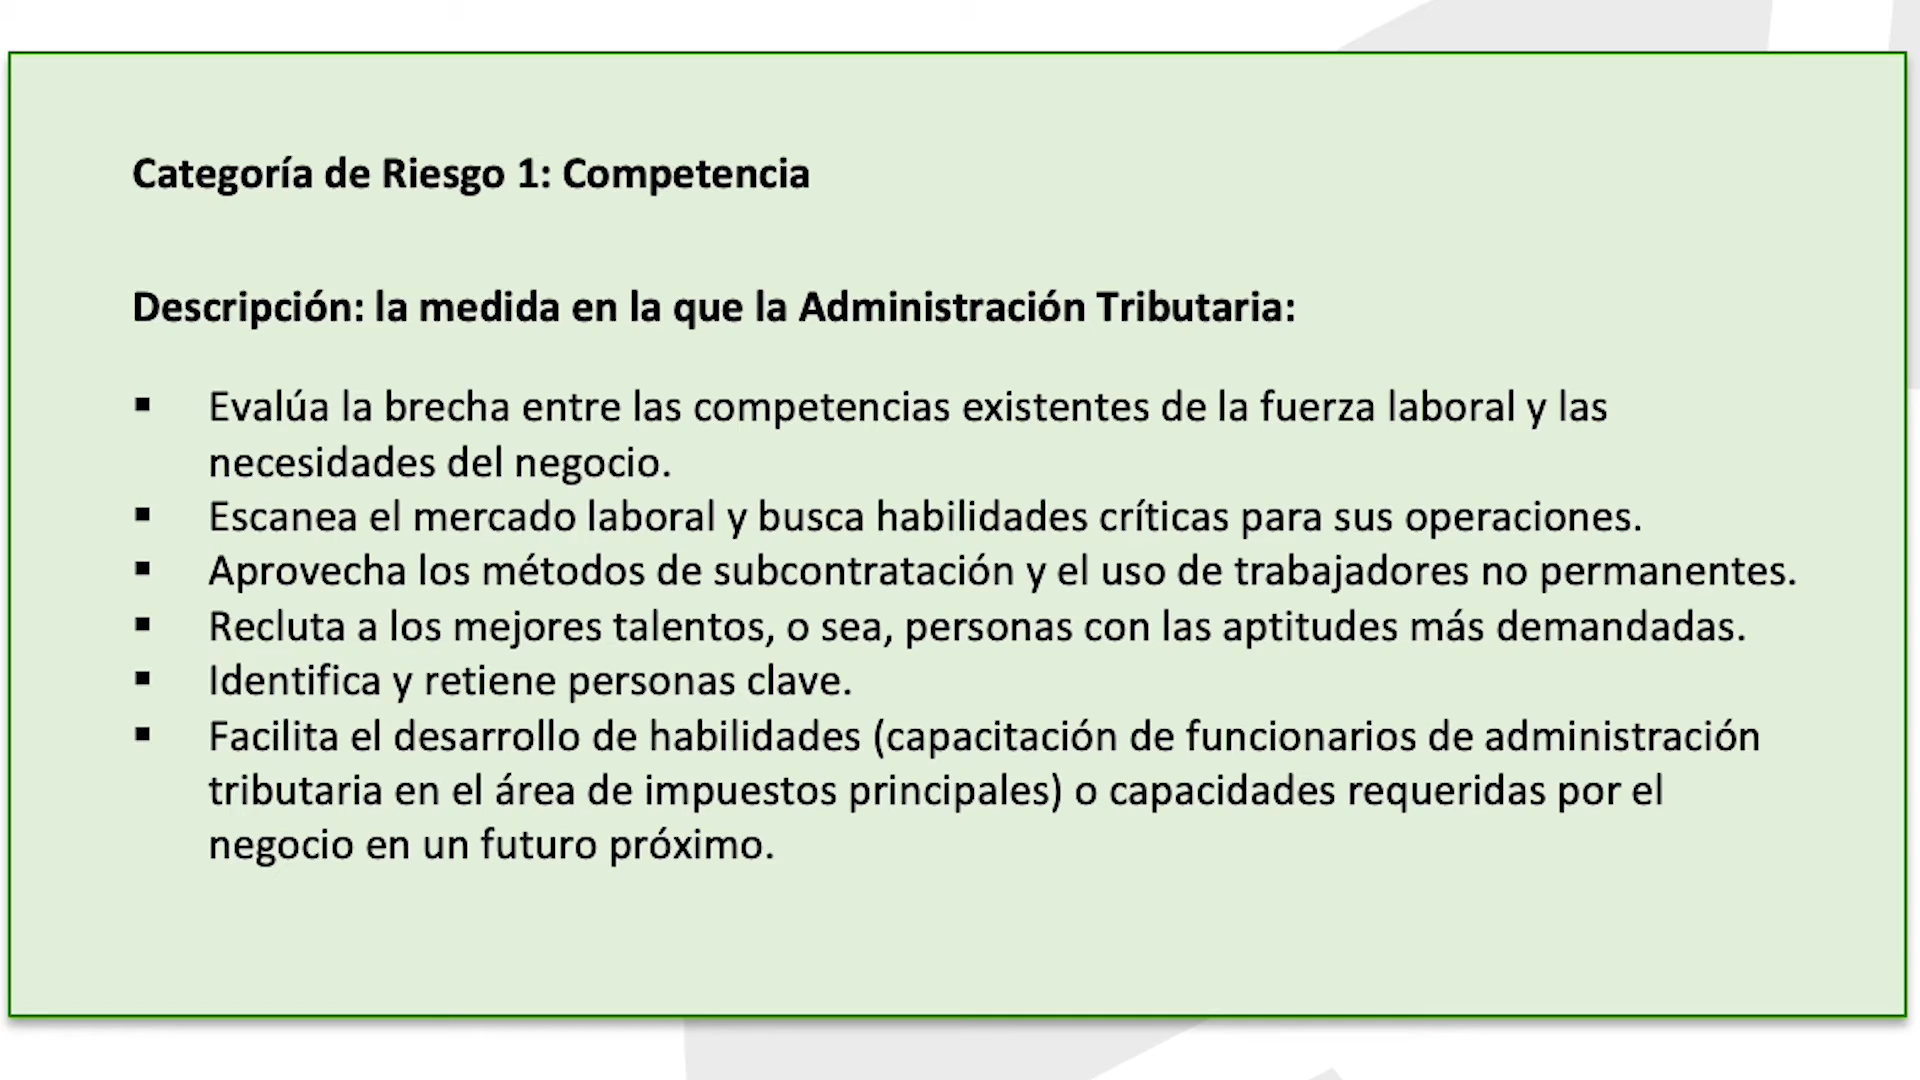 Categoría de Riesgo 1: Competencia
Descripción: la medida en la que la Administración Tributaria:
▪ Evalúa la brecha entre las competencias existentes de la fuerza laboral y las
necesidades del negocio.
▪ Escanea el mercado laboral y busca habilidades críticas para sus operaciones.
▪ Aprovecha los métodos de subcontratación y el uso de trabajadores no permanentes.
▪ Recluta a los mejores talentos, o sea, personas con las aptitudes más demandadas.
▪ Identifica y retiene personas clave.
▪ Facilita el desarrollo de habilidades (capacitación de funcionarios de administración
tributaria en el área de impuestos principales) o capacidades requeridas por el
negocio en un futuro próximo.